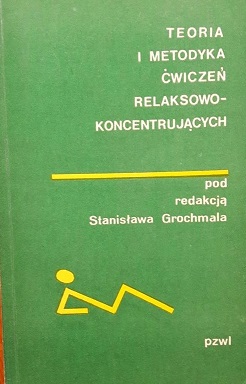 TEORIA
I METODYKA
ĆWICZEŃ
RELAKSOWO-
KONCENTRUJĄCYCH
pod
redakcją
Stanisława Grochmala
pzwl